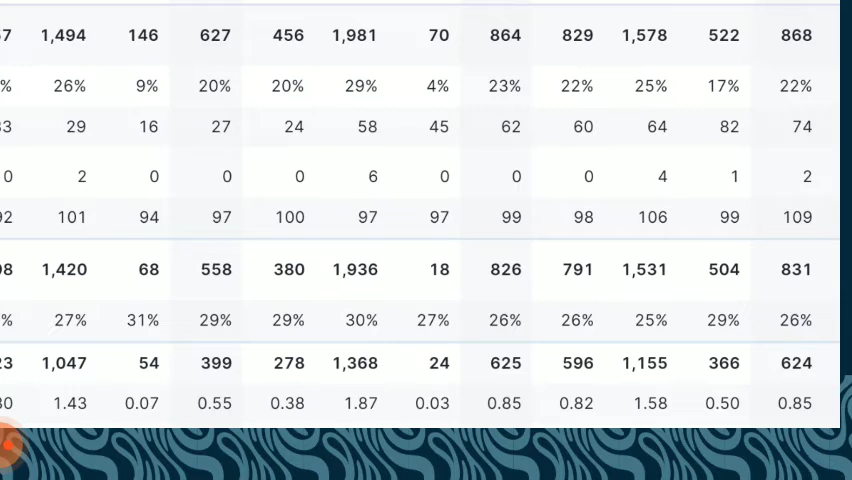 57 1,494 146 627 456 1,981 70 864 829 1,578 522 868
% 26% 9% 20% 20% 29% 4% 23% 22% 25% 17% 22%
33 29 16 27 24 58 45 62 60 64 82 74
0 2 0 0 0 6 0 0 0 4 1 2
92 101 94 97 100 97 97 99 98 106 99 109
98 1,420 68 558 380 1,936 18 826 791 1,531 504 831
% 27% 31% 29% 29% 30% 27% 26% 26% 25% 29% 26%
23 1,047 54 399 278 1,368 24 625 596 1,155 366 624
30 1.43 0.07 0.55 0.38 1.87 0.03 0.85 0.82 1.58 0.50 0.85